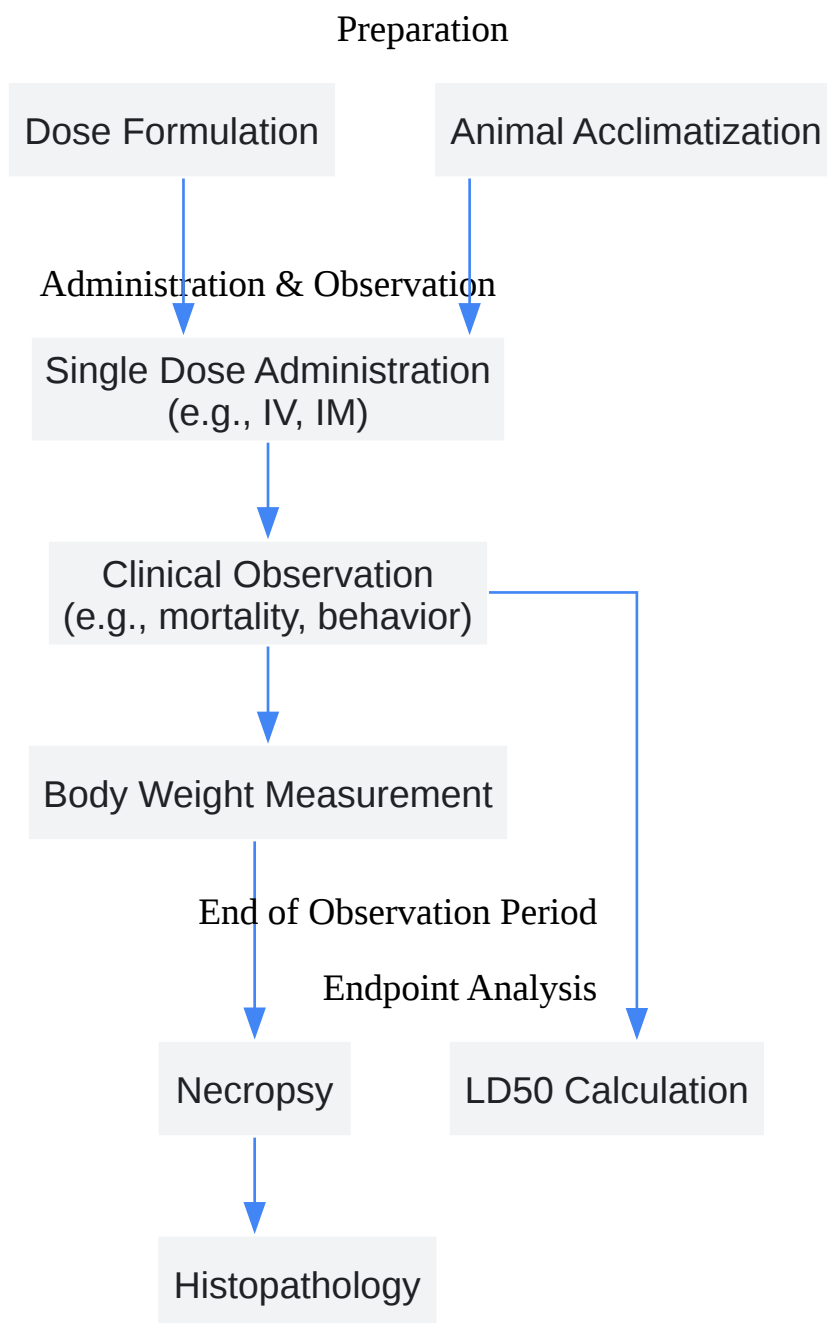 Preparation
Dose Formulation
Animal Acclimatization
Administration & Observation
Single Dose Administration
(e.g., IV, IM)
Clinical Observation
(e.g., mortality, behavior)
Body Weight Measurement
End of Observation Period
Endpoint Analysis
Necropsy
LD50 Calculation
Histopathology